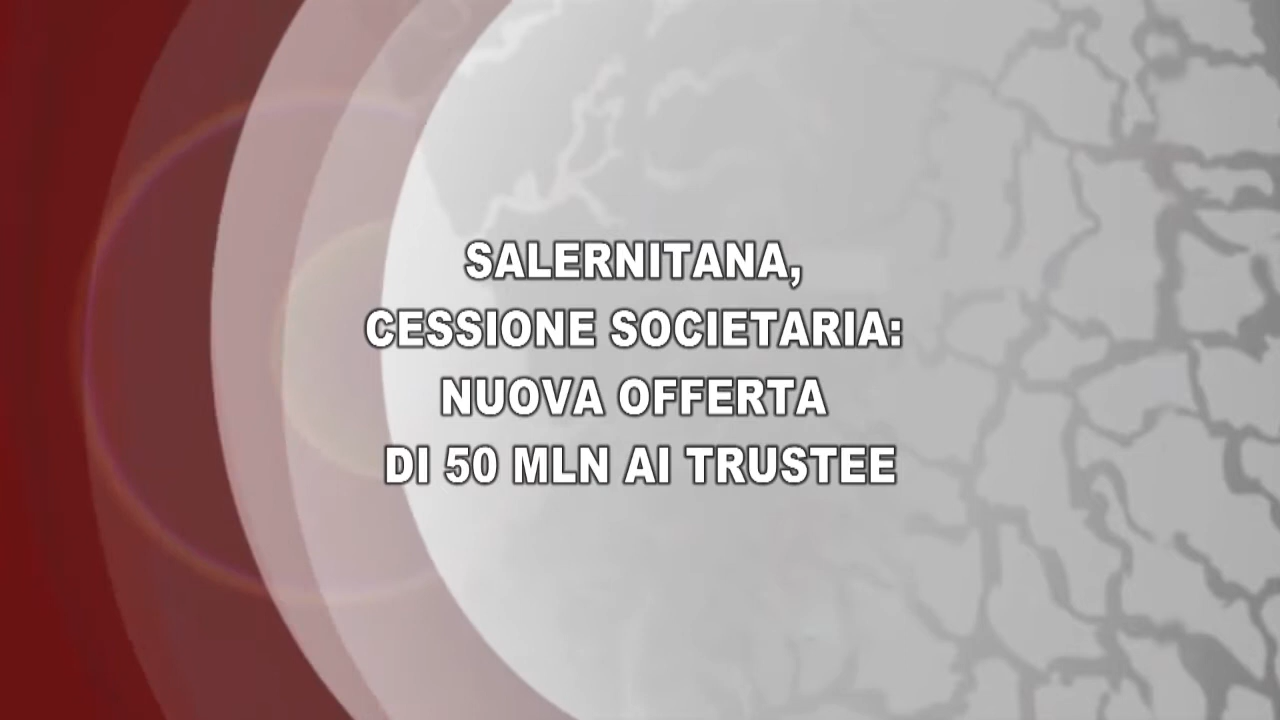 SALERNITANA,
CESSIONE SOCIETARIA:
NUOVA OFFERTA
DI 50 MLN AI TRUSTEE